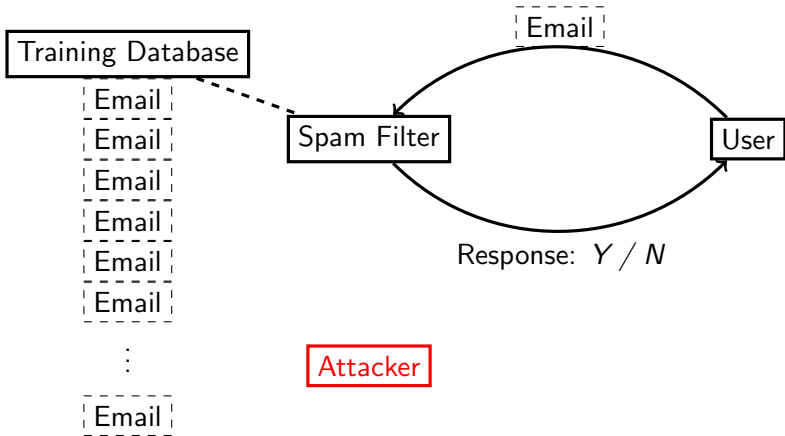 Email
Training Database
Email
Email
Email
Email
Email
Email
⋮
Email
Spam Filter
User
Response: Y / N
Attacker